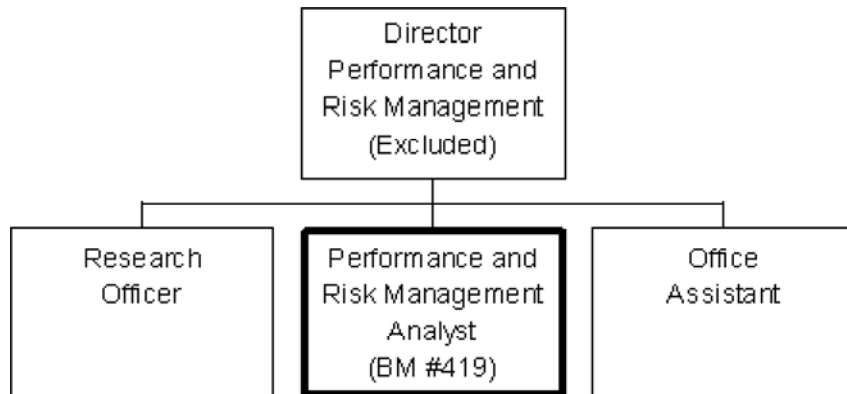 Director
Performance and
Risk Management
(Excluded)
Research
Officer
Performance and
Risk Management
Analyst
(BM #419)
Office
Assistant